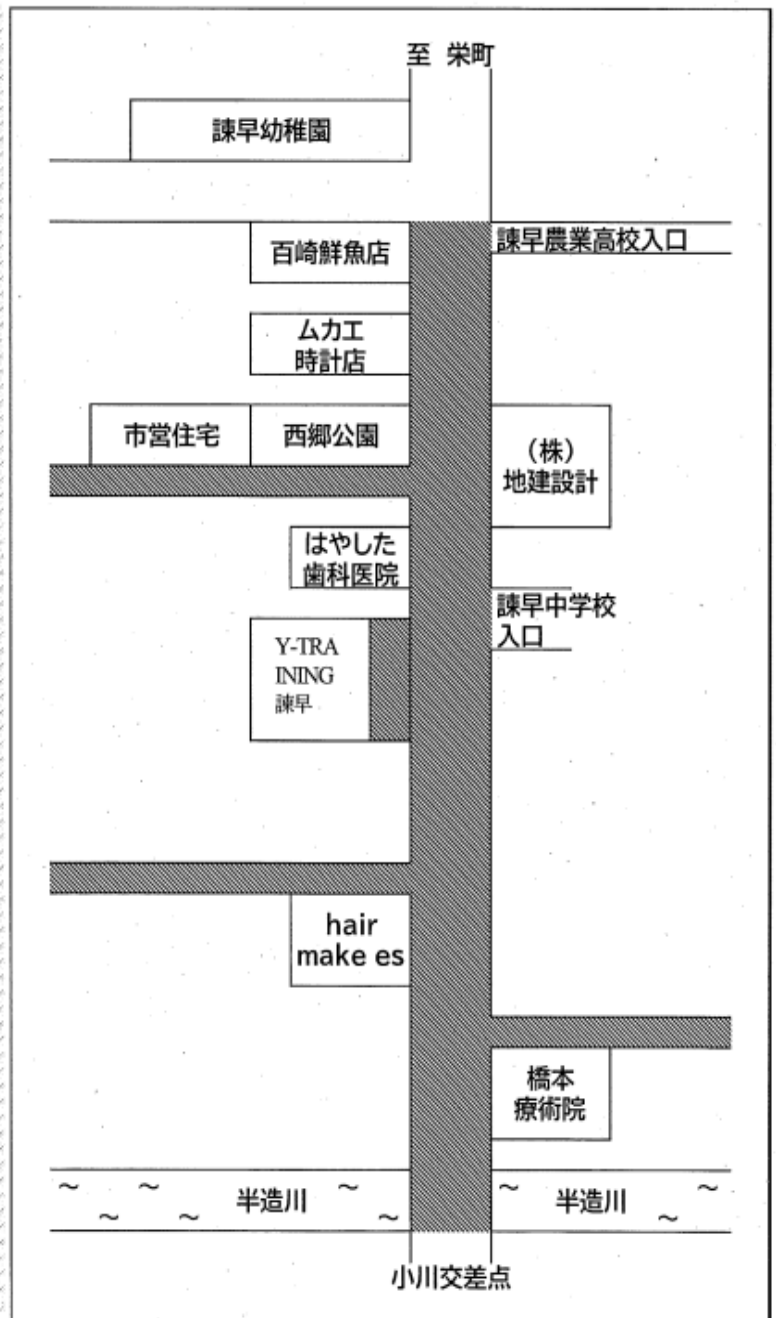 至 栄町
諫早幼稚園
百崎鮮魚店
諫早農業高校入口
ムカエ
時計店
市営住宅
西郷公園
（株）
地建設計
はやした
歯科医院
諫早中学校
入口
Y-TRA
INING
諫早
hair
make es
橋本
療術院
半造川
半造川
小川交差点